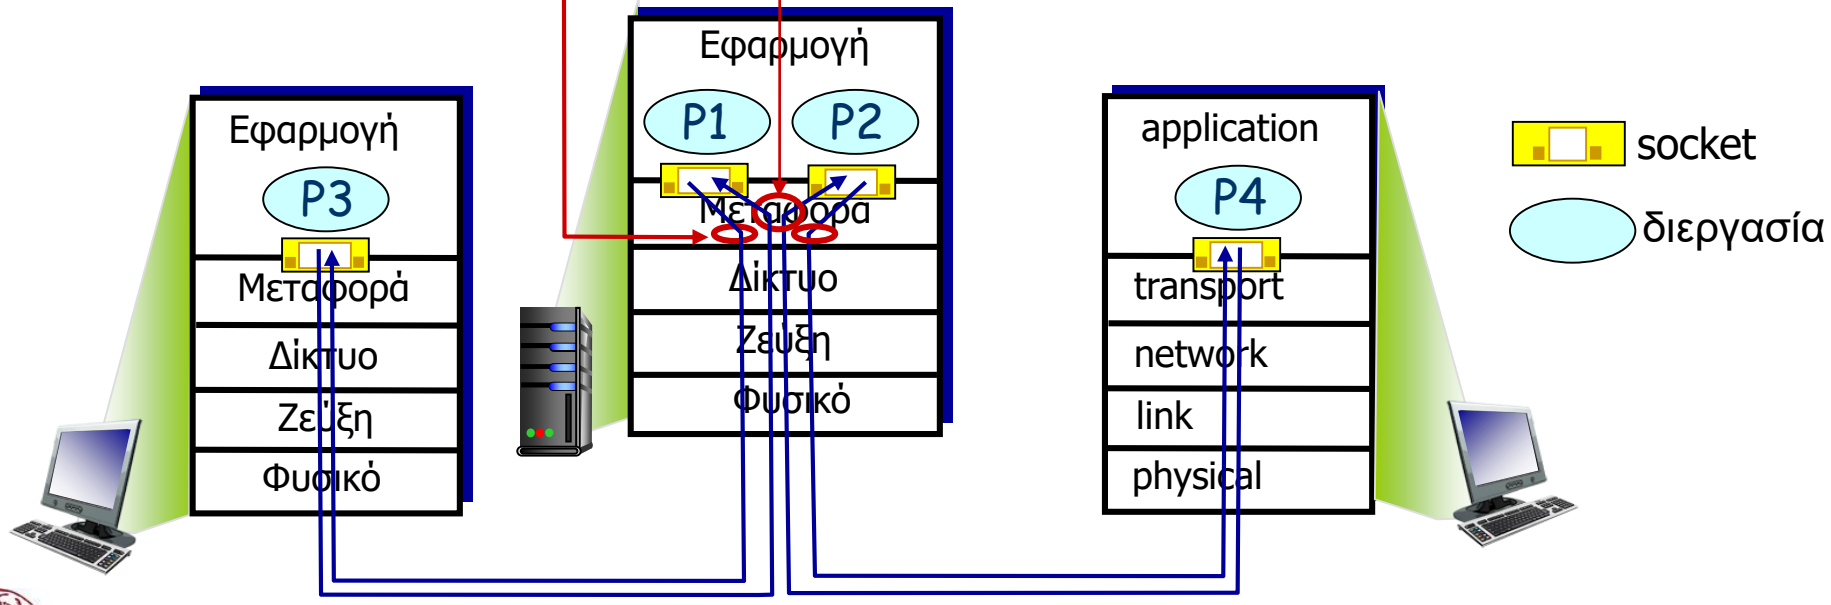 Εφαρμογή
P3
Μεταφορά
Δίκτυο
Ζεύξη
Φυσικό
Εφαρμογή
P1
P2
Μεταφορά
Δίκτυο
Ζεύξη
Φυσικό
application
P4
transport
network
link
physical
socket
διεργασία